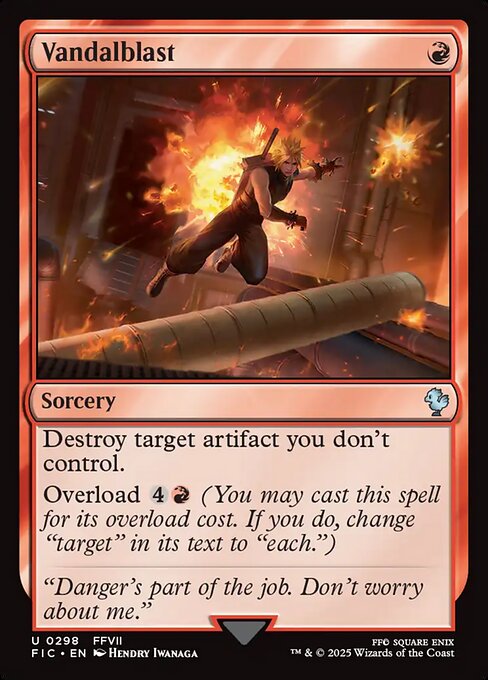 Vandalblast
Sorcery
Destroy target artifact you don't
control.
Overload 4 (You may cast this spell
for its overload cost. If you do, change
“target” in its text to “each.”)
“Danger's part of the job. Don't worry
about me.”
U 0298 FFVII
FIC • EN Hendry Iwanaga
FF© SQUARE ENIX
™ & © 2025 Wizards of the Coast